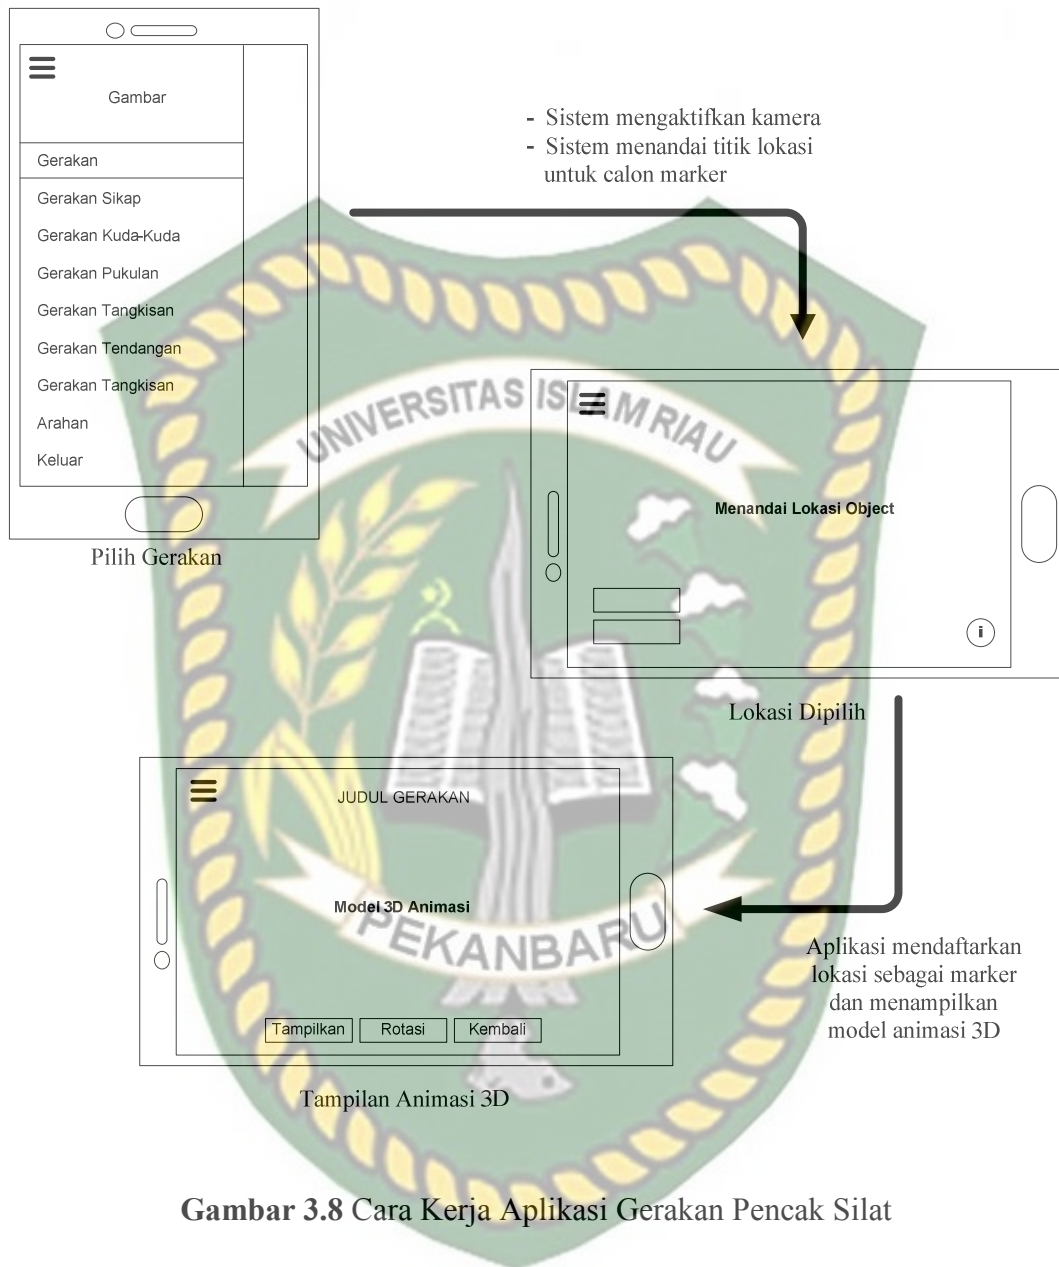 Gambar
Gerakan
Gerakan Sikap
Gerakan Kuda-Kuda
Gerakan Pukulan
Gerakan Tangkisan
Gerakan Tendangan
Gerakan Tangkisan
Arahan
Keluar
Pilih Gerakan
- Sistem mengaktifkan kamera
- Sistem menandai titik lokasi
untuk calon marker
UNIVERSITAS ISLAM RIAU
Menandai Lokasi Object
i
Lokasi Dipilih
JUDUL GERAKAN
Model 3D Animasi
PEKANBARU
Tampilkan Rotasi Kembali
Tampilan Animasi 3D
Aplikasi mendaftarkan
lokasi sebagai marker
dan menampilkan
model animasi 3D
Gambar 3.8 Cara Kerja Aplikasi Gerakan Pencak Silat